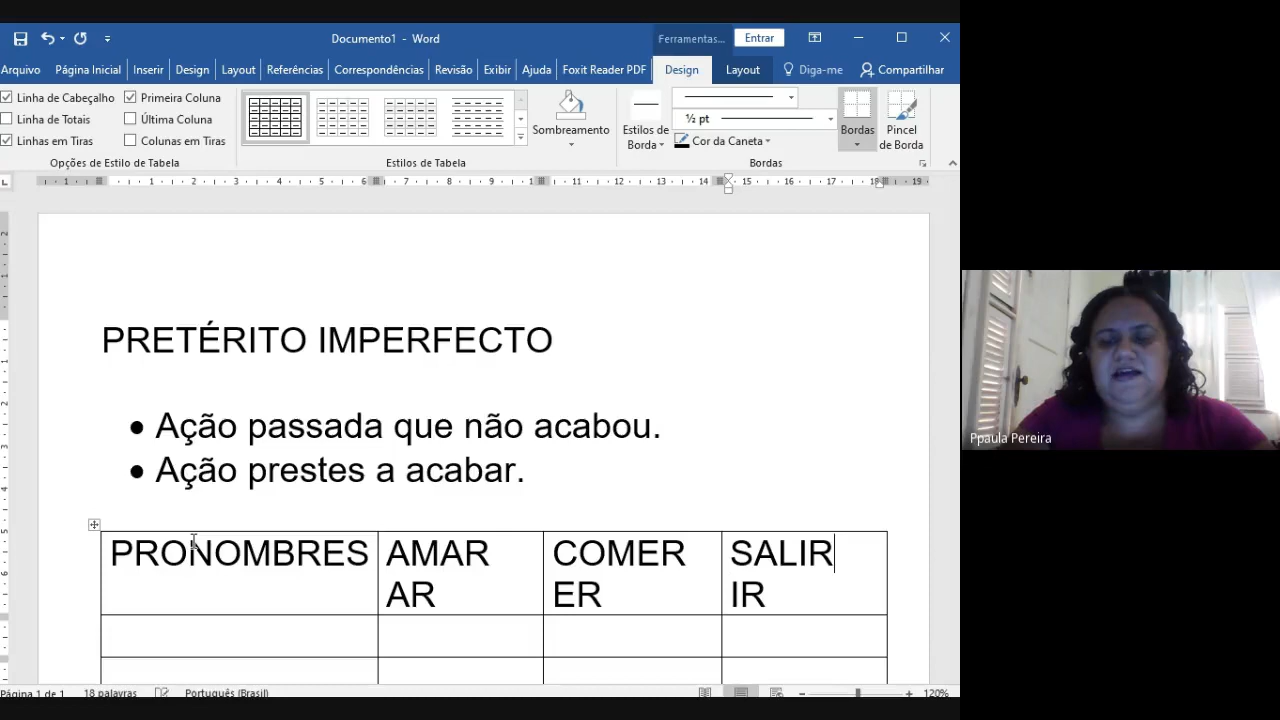 Documento1 - Word
Ferramentas...
Entrar
Arquivo Página Inicial Inserir Design Layout Referências Correspondências Revisão Exibir Ajuda Foxit Reader PDF Design Layout Diga-me Compartilhar
Linha de Cabeçalho
Primeira Coluna
Linha de Totais
Última Coluna
Linhas em Tiras
Colunas em Tiras
Opções de Estilo de Tabela
Estilos de Tabela
Sombreamento
Estilos de Borda
½ pt
Cor da Caneta
Bordas
Pincel de Borda
Bordas
PRETÉRITO IMPERFECTO
• Ação passada que não acabou.
• Ação prestes a acabar.
PRONOMBRES AMAR COMER SALIR
AR ER IR
Ppaula Pereira
Página 1 de 1 18 palavras Português (Brasil) 120%